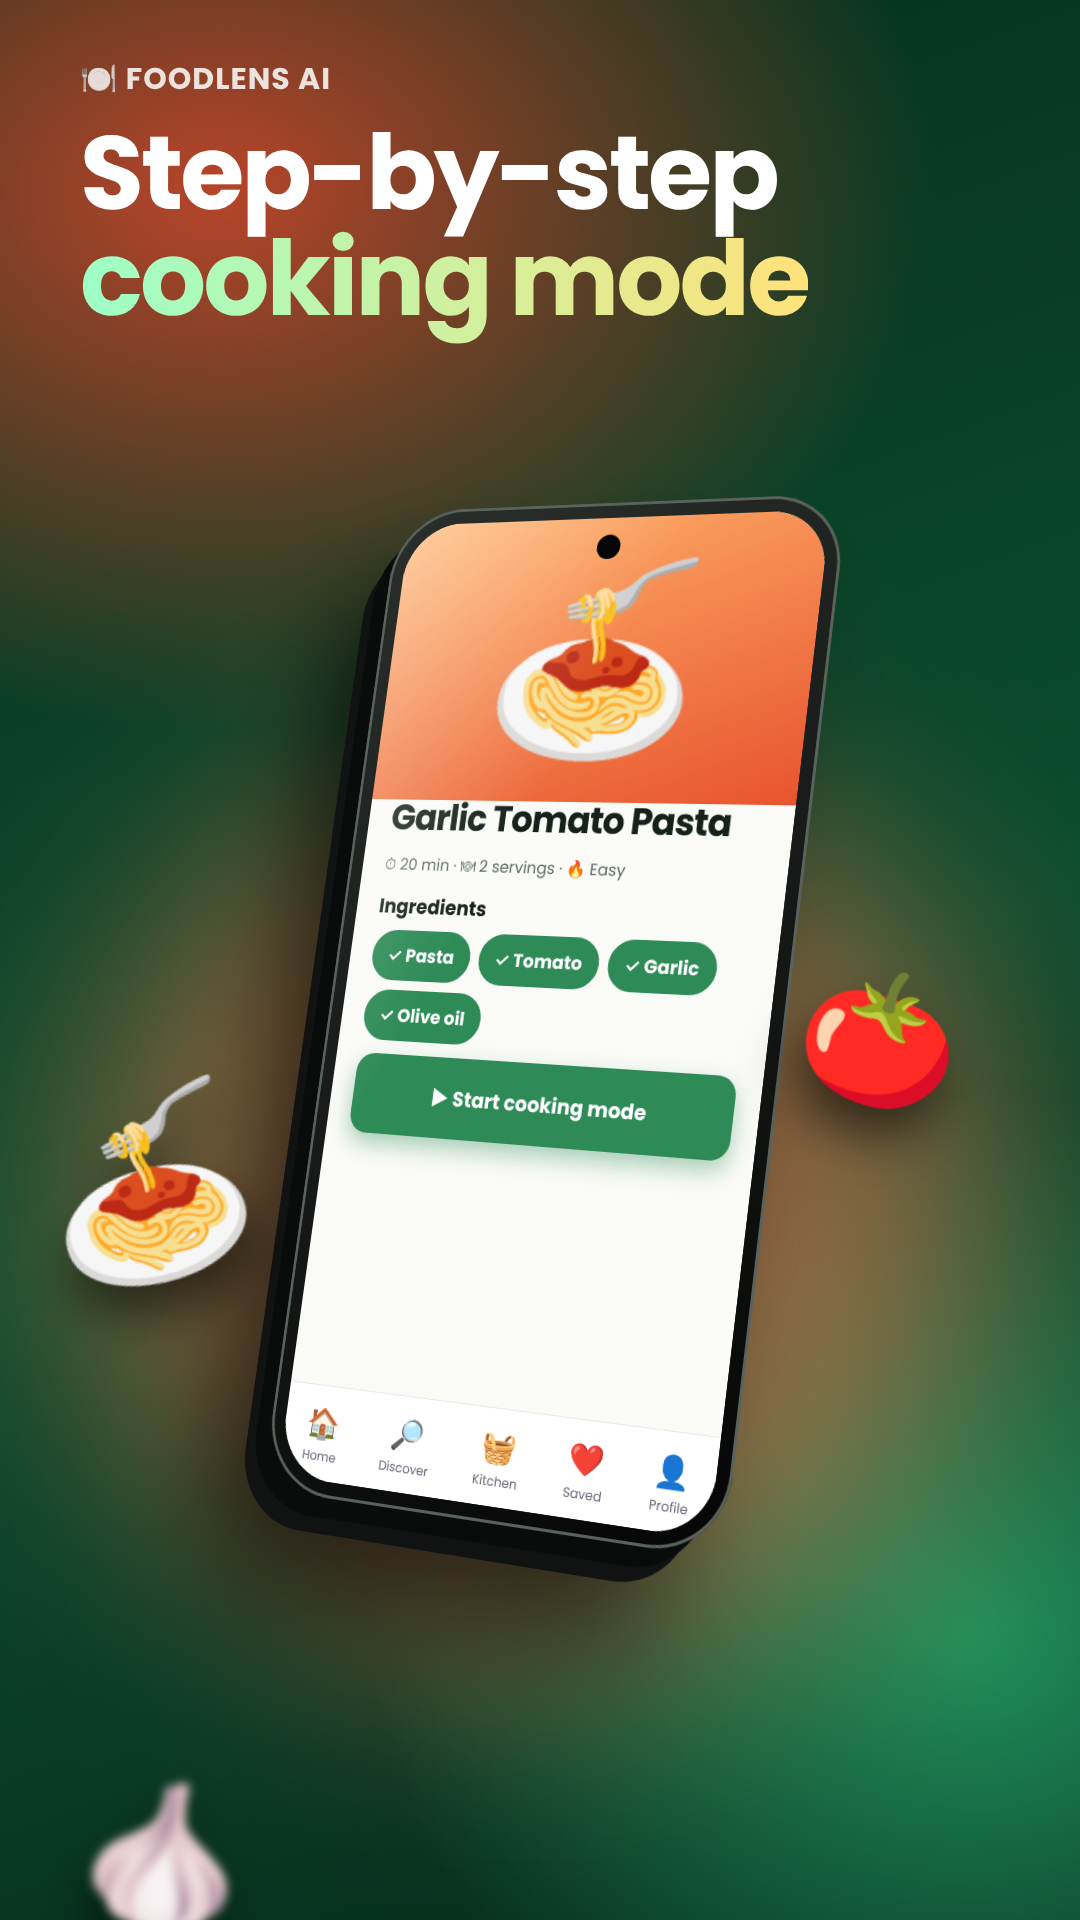 FOODLENS AI
Step-by-step
cooking mode
Garlic Tomato Pasta
20 min · 2 servings · Easy
Ingredients
✓ Pasta ✓ Tomato ✓ Garlic
✓ Olive oil
▶ Start cooking mode
Home Discover Kitchen Saved Profile